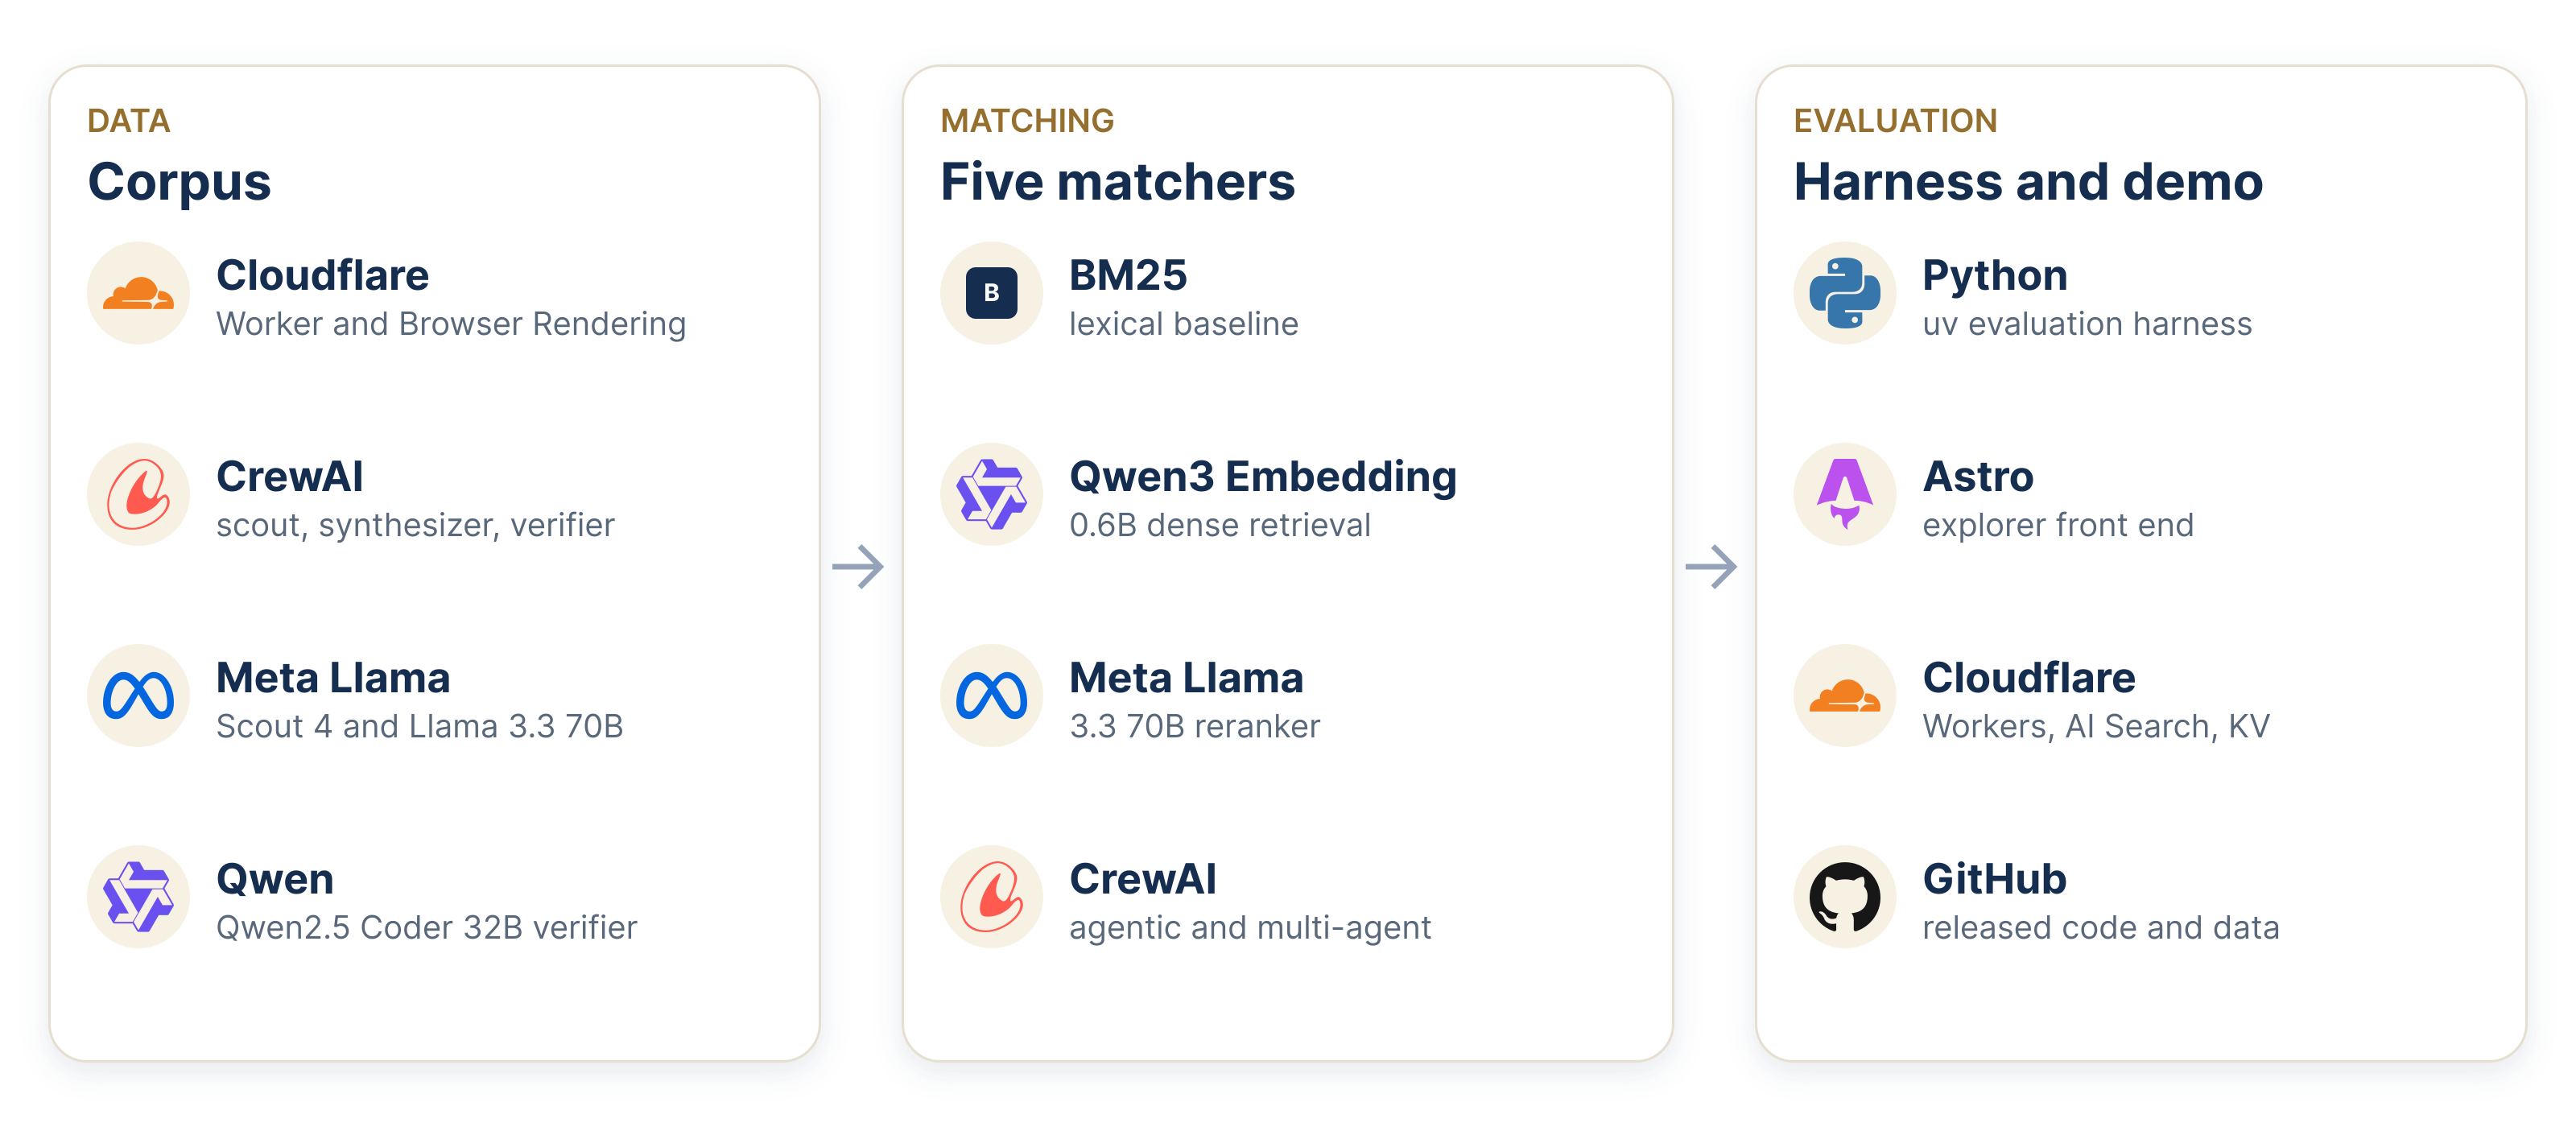 DATA
Corpus
Cloudflare
Worker and Browser Rendering
CrewAI
scout, synthesizer, verifier
Meta Llama
Scout 4 and Llama 3.3 70B
Qwen
Qwen2.5 Coder 32B verifier
MATCHING
Five matchers
B
BM25
lexical baseline
Qwen3 Embedding
0.6B dense retrieval
Meta Llama
3.3 70B reranker
CrewAI
agentic and multi-agent
EVALUATION
Harness and demo
Python
uv evaluation harness
Astro
explorer front end
Cloudflare
Workers, AI Search, KV
GitHub
released code and data